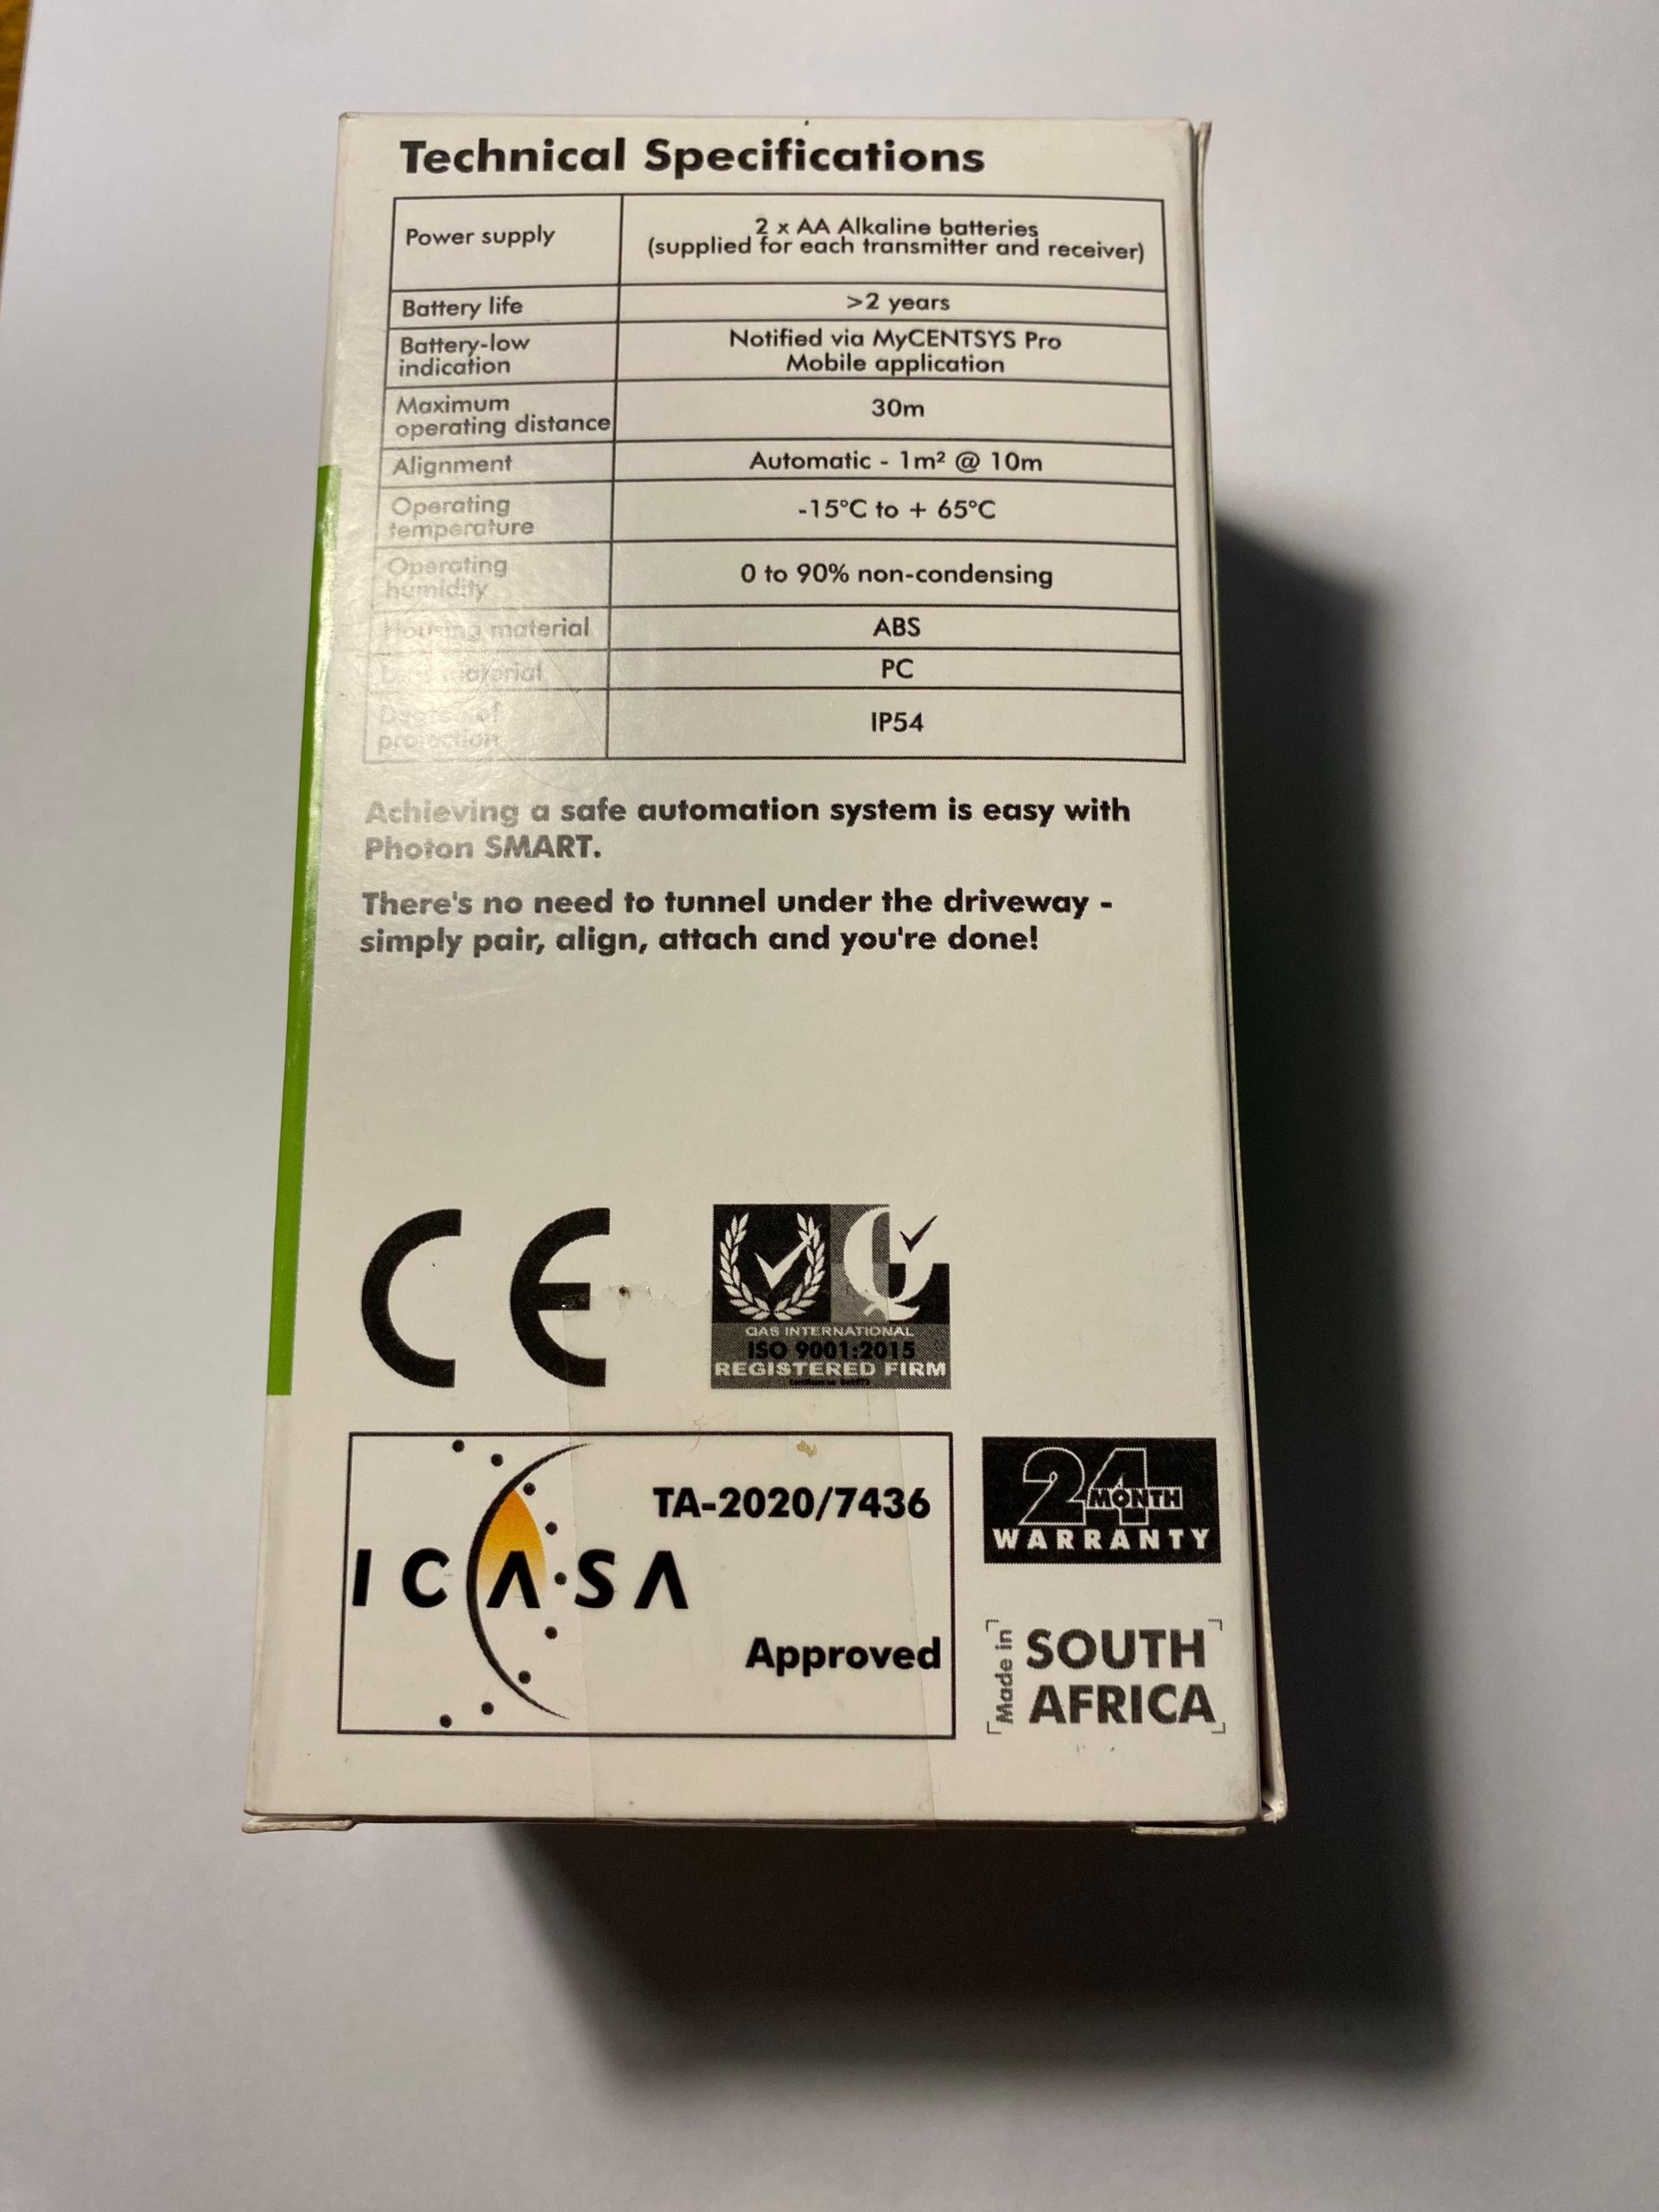 Technical Specifications
Power supply
2 x AA Alkaline batteries
(supplied for each transmitter and receiver)
Battery life
>2 years
Battery-low
indication
Notified via MyCENTSYS Pro
Mobile application
Maximum
operating distance
30m
Alignment
Automatic - 1m² @ 10m
Operating
temperature
-15°C to + 65°C
Operating
humidity
0 to 90% non-condensing
Housing material
ABS
material
PC
Degree of
protection
IP54
Achieving a safe automation system is easy with
Photon SMART.
There's no need to tunnel under the driveway -
simply pair, align, attach and you're done!
CE
QAS INTERNATIONAL
ISO 9001:2015
REGISTERED FIRM
TA-2020/7436
ICASA
Approved
24
MONTH
WARRANTY
Made in
SOUTH
AFRICA